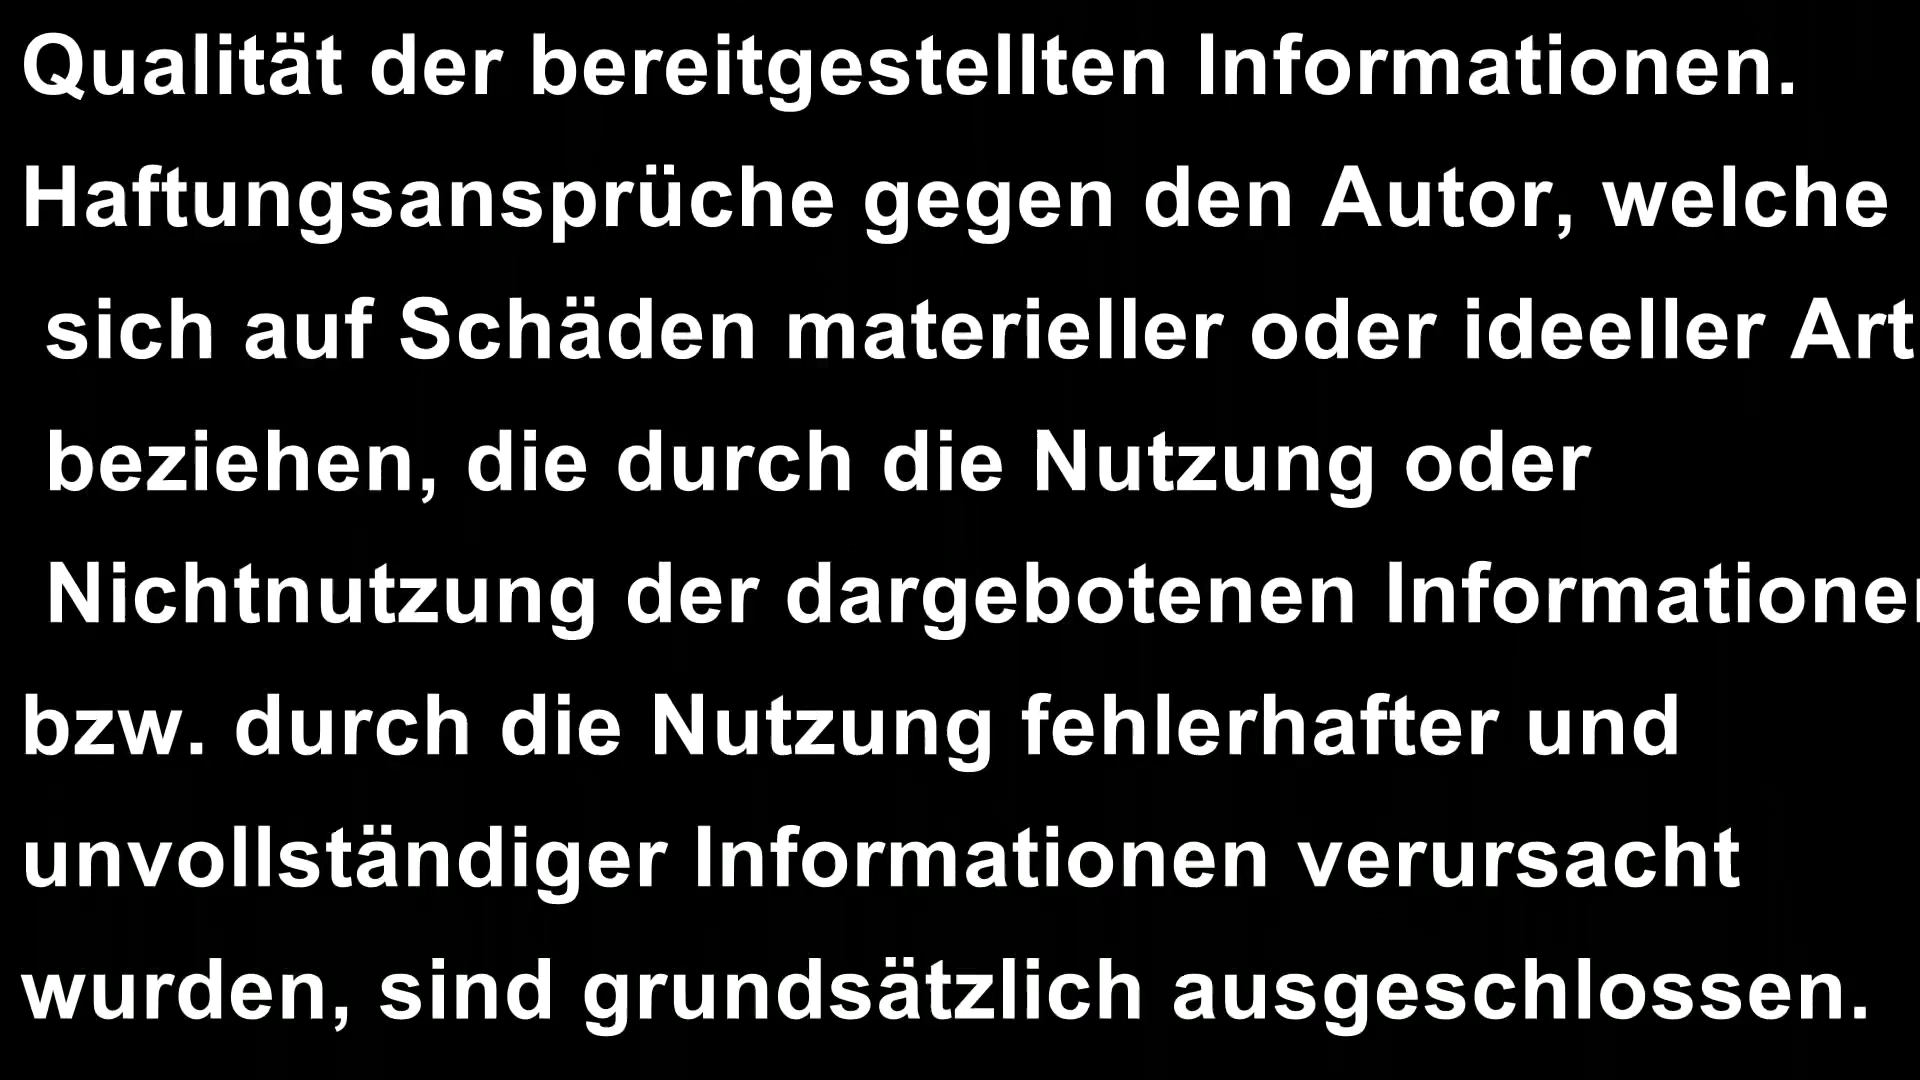 Qualität der bereitgestellten Informationen.
Haftungsansprüche gegen den Autor, welche
sich auf Schäden materieller oder ideeller Art
beziehen, die durch die Nutzung oder
Nichtnutzung der dargebotenen Informationen
bzw. durch die Nutzung fehlerhafter und
unvollständiger Informationen verursacht
wurden, sind grundsätzlich ausgeschlossen.